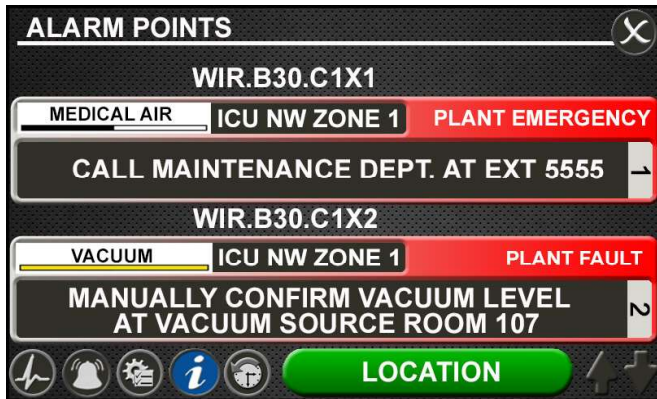 ALARM POINTS
WIR.B30.C1X1
MEDICAL AIR ICU NW ZONE 1 PLANT EMERGENCY
CALL MAINTENANCE DEPT. AT EXT 5555 1
WIR.B30.C1X2
VACUUM ICU NW ZONE 1 PLANT FAULT
MANUALLY CONFIRM VACUUM LEVEL
AT VACUUM SOURCE ROOM 107 2
i LOCATION